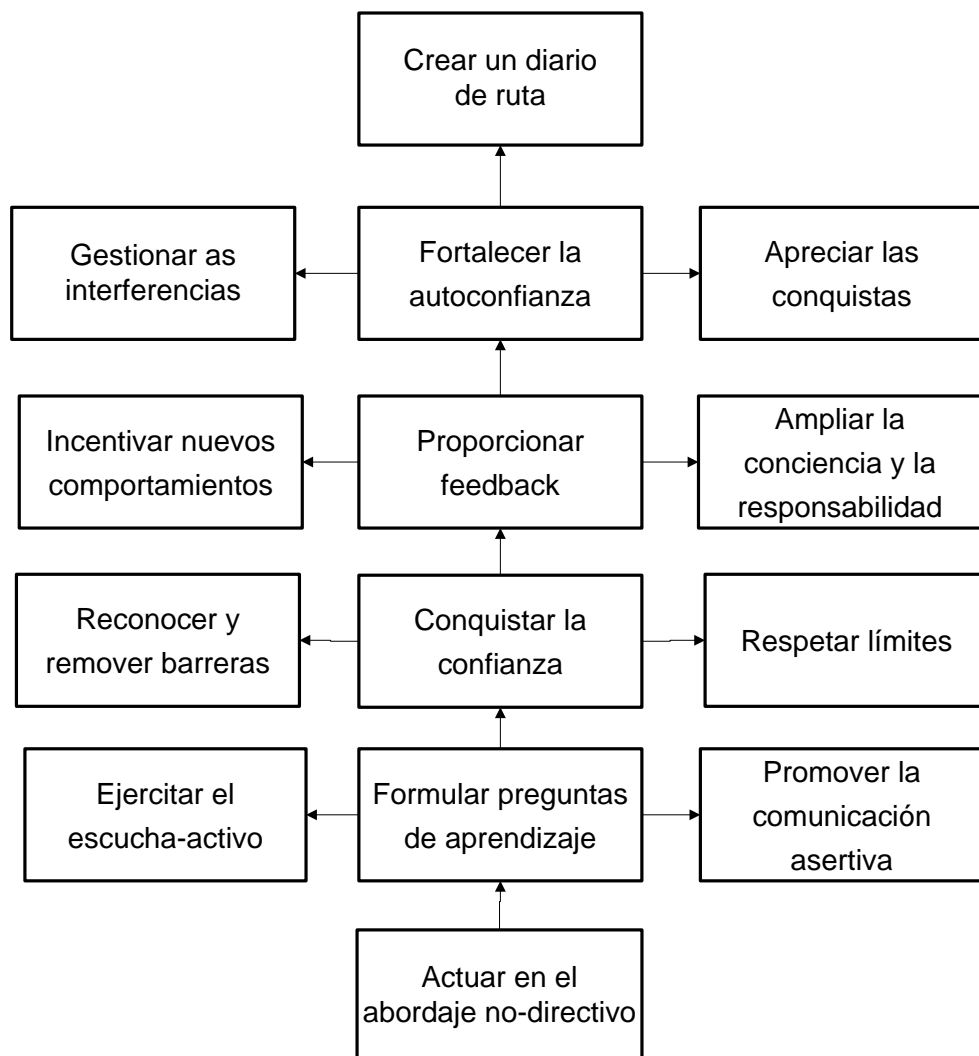 Crear un diario
de ruta
Gestionar as
interferencias
Fortalecer la
autoconfianza
Apreciar las
conquistas
Incentivar nuevos
comportamientos
Proporcionar
feedback
Ampliar la
conciencia y la
responsabilidad
Reconocer y
remover barreras
Conquistar la
confianza
Respetar límites
Ejercitar el
escucha-activo
Formular preguntas
de aprendizaje
Promover la
comunicación
asertiva
Actuar en el
abordaje no-directivo